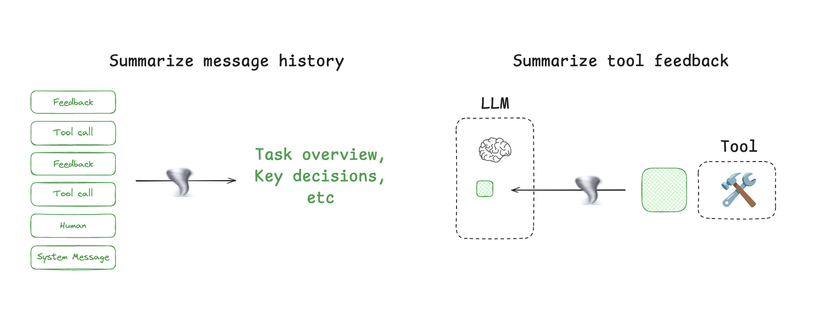 Summarize message history
Feedback
Tool call
Feedback
Tool call
Human
System Message
Task overview,
Key decisions,
etc
Summarize tool feedback
LLM
Tool